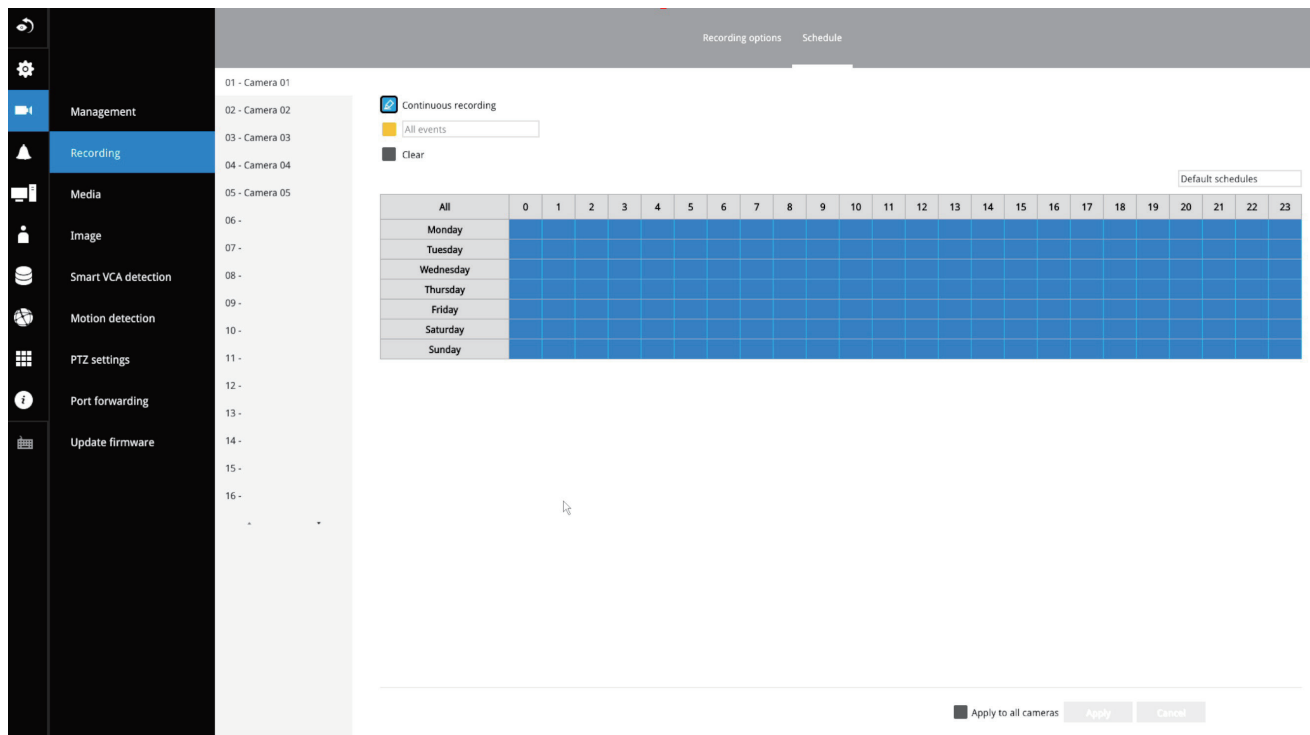 Recording options Schedule
Management
Recording
Media
Image
Smart VCA detection
Motion detection
PTZ settings
Port forwarding
Update firmware
01 - Camera 01
02 - Camera 02
03 - Camera 03
04 - Camera 04
05 - Camera 05
06 -
07 -
08 -
09 -
10 -
11 -
12 -
13 -
14 -
15 -
16 -
Continuous recording
All events
Clear
Default schedules
All 0 1 2 3 4 5 6 7 8 9 10 11 12 13 14 15 16 17 18 19 20 21 22 23
Monday
Tuesday
Wednesday
Thursday
Friday
Saturday
Sunday
Apply to all cameras Apply Cancel